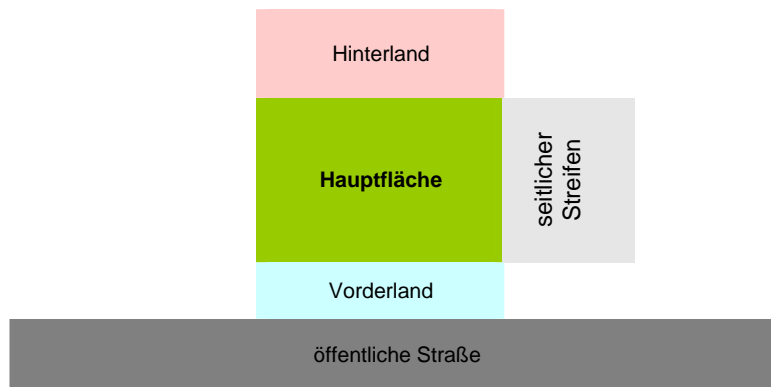 Hinterland
Hauptfläche
seitlicher
Streifen
Vorderland
öffentliche Straße